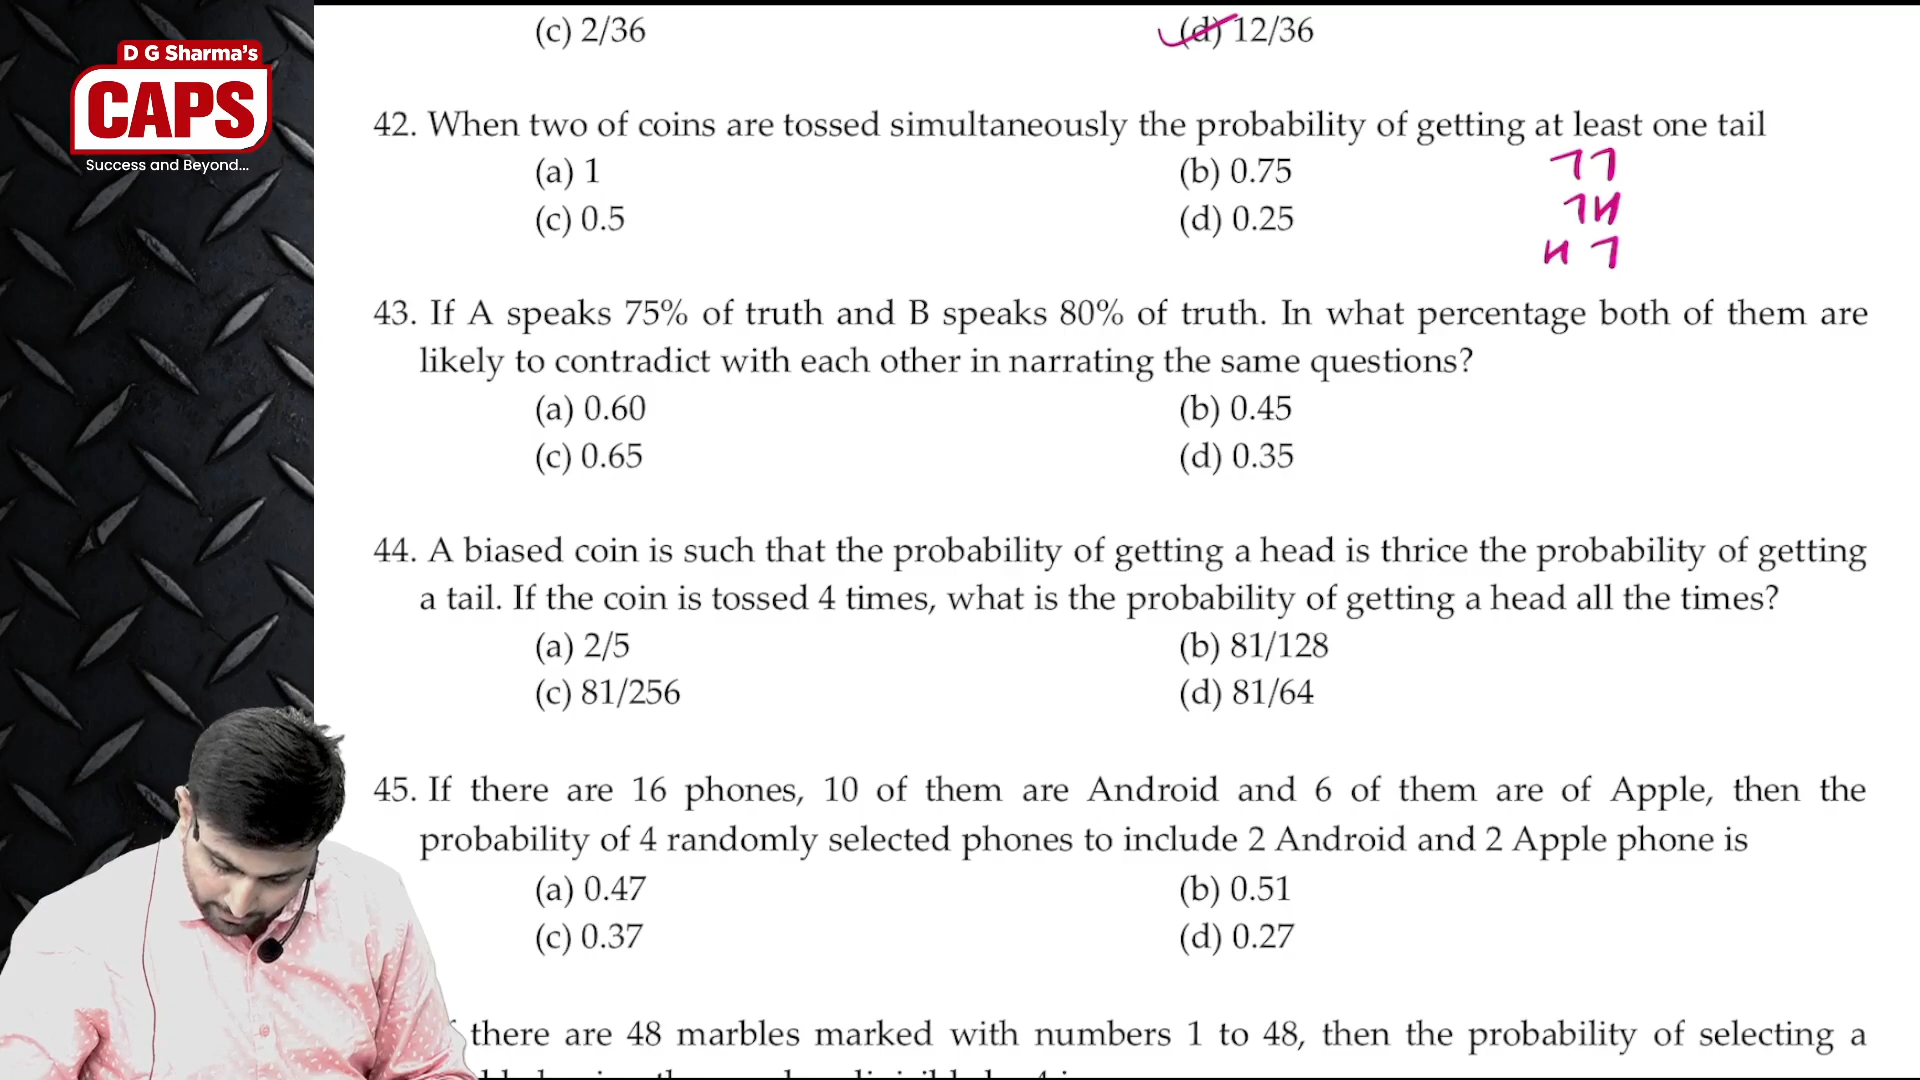 D G Sharma's
CAPS
Success and Beyond...
(c) 2/36 (d) 12/36
42. When two of coins are tossed simultaneously the probability of getting at least one tail
(a) 1 (b) 0.75 TT
(c) 0.5 (d) 0.25 TH
HT
43. If A speaks 75% of truth and B speaks 80% of truth. In what percentage both of them are
likely to contradict with each other in narrating the same questions?
(a) 0.60 (b) 0.45
(c) 0.65 (d) 0.35
44. A biased coin is such that the probability of getting a head is thrice the probability of getting
a tail. If the coin is tossed 4 times, what is the probability of getting a head all the times?
(a) 2/5 (b) 81/128
(c) 81/256 (d) 81/64
45. If there are 16 phones, 10 of them are Android and 6 of them are of Apple, then the
probability of 4 randomly selected phones to include 2 Android and 2 Apple phone is
(a) 0.47 (b) 0.51
(c) 0.37 (d) 0.27
there are 48 marbles marked with numbers 1 to 48, then the probability of selecting a